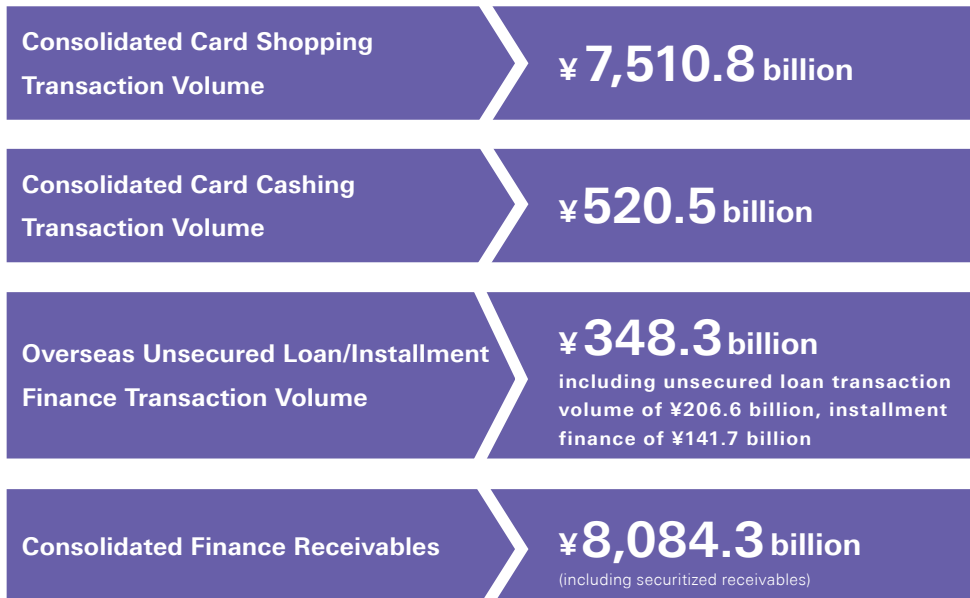 Consolidated Card Shopping
Transaction Volume
¥7,510.8 billion
Consolidated Card Cashing
Transaction Volume
¥520.5 billion
Overseas Unsecured Loan/Installment
Finance Transaction Volume
¥348.3 billion
including unsecured loan transaction
volume of ¥206.6 billion, installment
finance of ¥141.7 billion
Consolidated Finance Receivables
¥8,084.3 billion
(including securitized receivables)